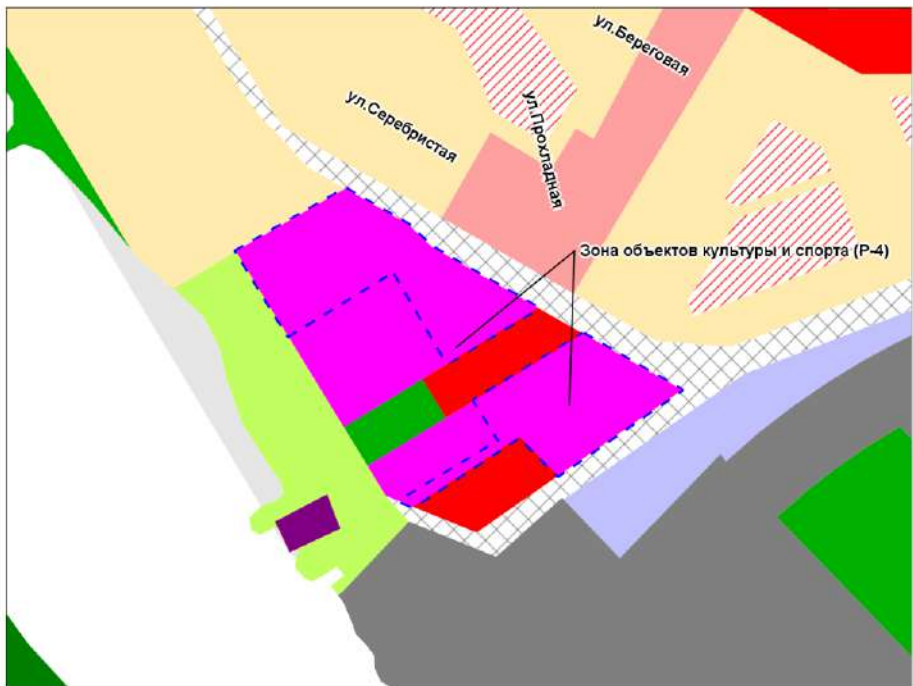 ул.Береговая
ул.Серебристая
ул.Прохладная
Зона объектов культуры и спорта (Р-4)